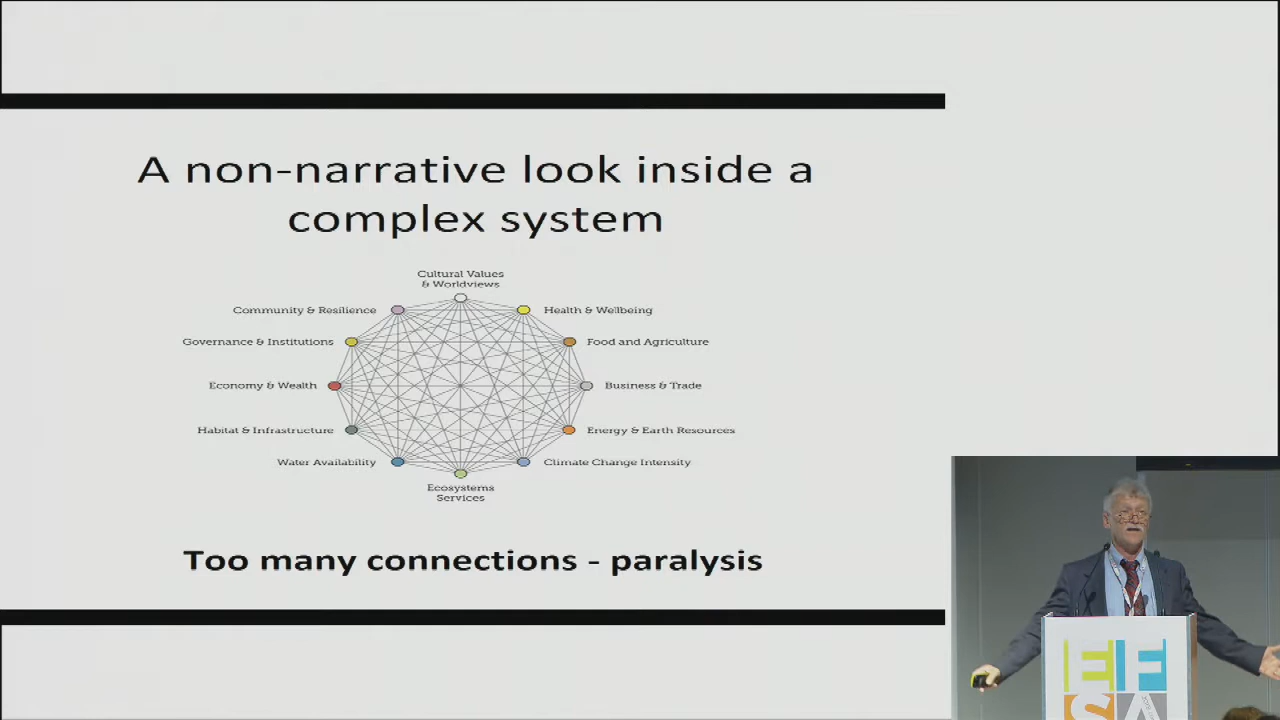 A non-narrative look inside a
complex system
Cultural Values
& Worldviews
Community & Resilience
Health & Wellbeing
Governance & Institutions
Food and Agriculture
Economy & Wealth
Business & Trade
Habitat & Infrastructure
Energy & Earth Resources
Water Availability
Climate Change Intensity
Ecosystems
Services
Too many connections - paralysis
EF
SA